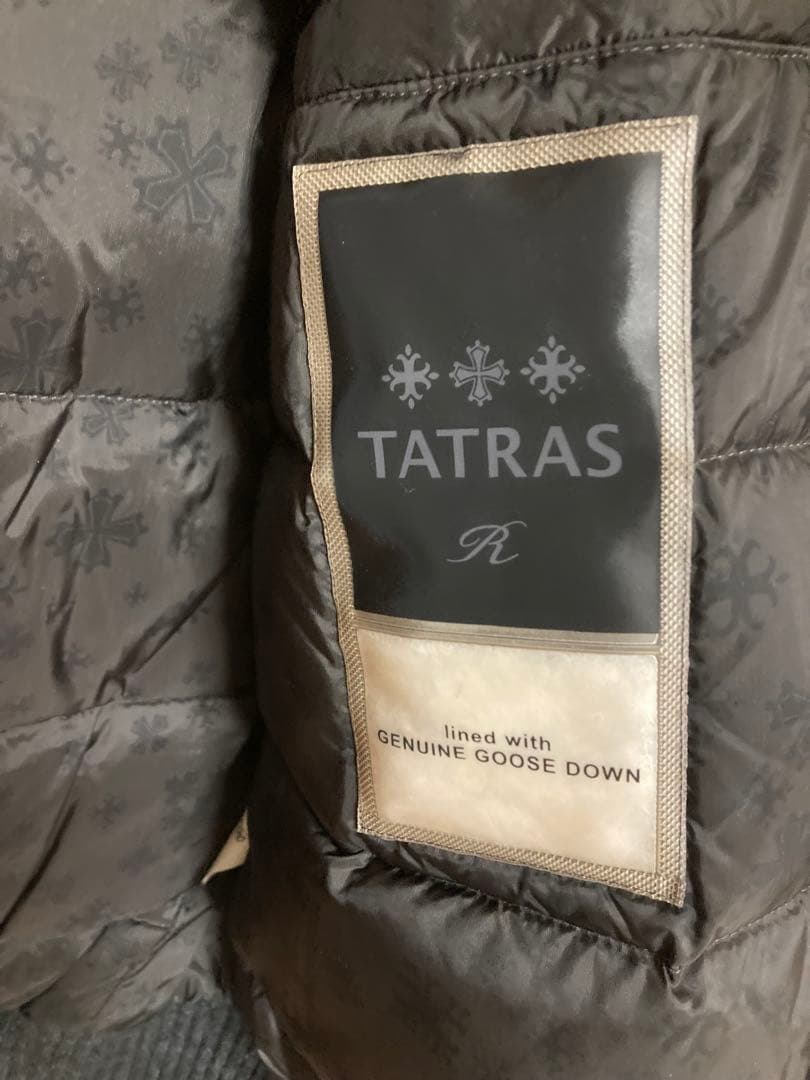 TATRAS
R
lined with
GENUINE GOOSE DOWN